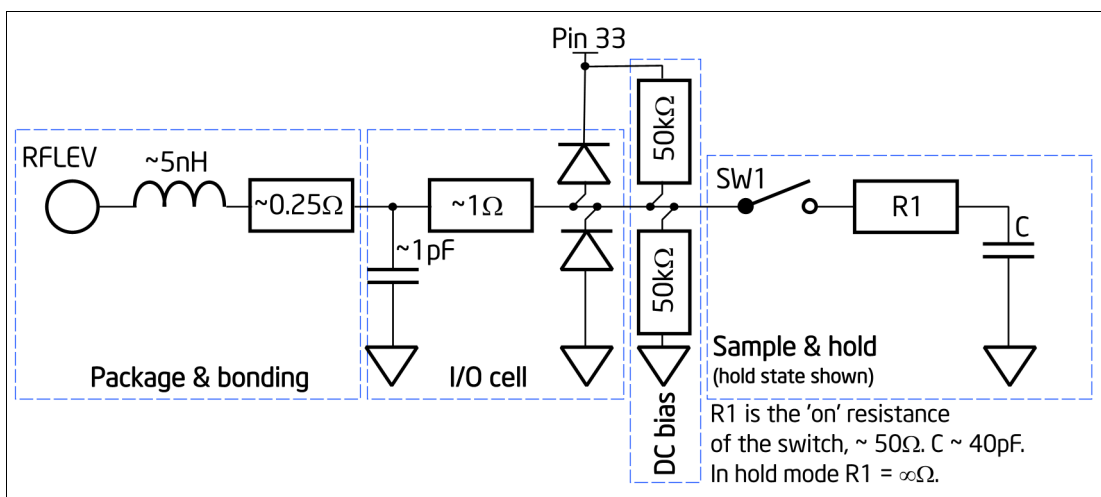 Pin 33
RFLEV
~5nH
~0.25Ω
~1pF
~1Ω
50kΩ
50kΩ
SW1
R1
C
Package & bonding
I/O cell
DC bias
Sample & hold
(hold state shown)
R1 is the 'on' resistance
of the switch, ~ 50Ω. C ~ 40pF.
In hold mode R1 = ∞Ω.